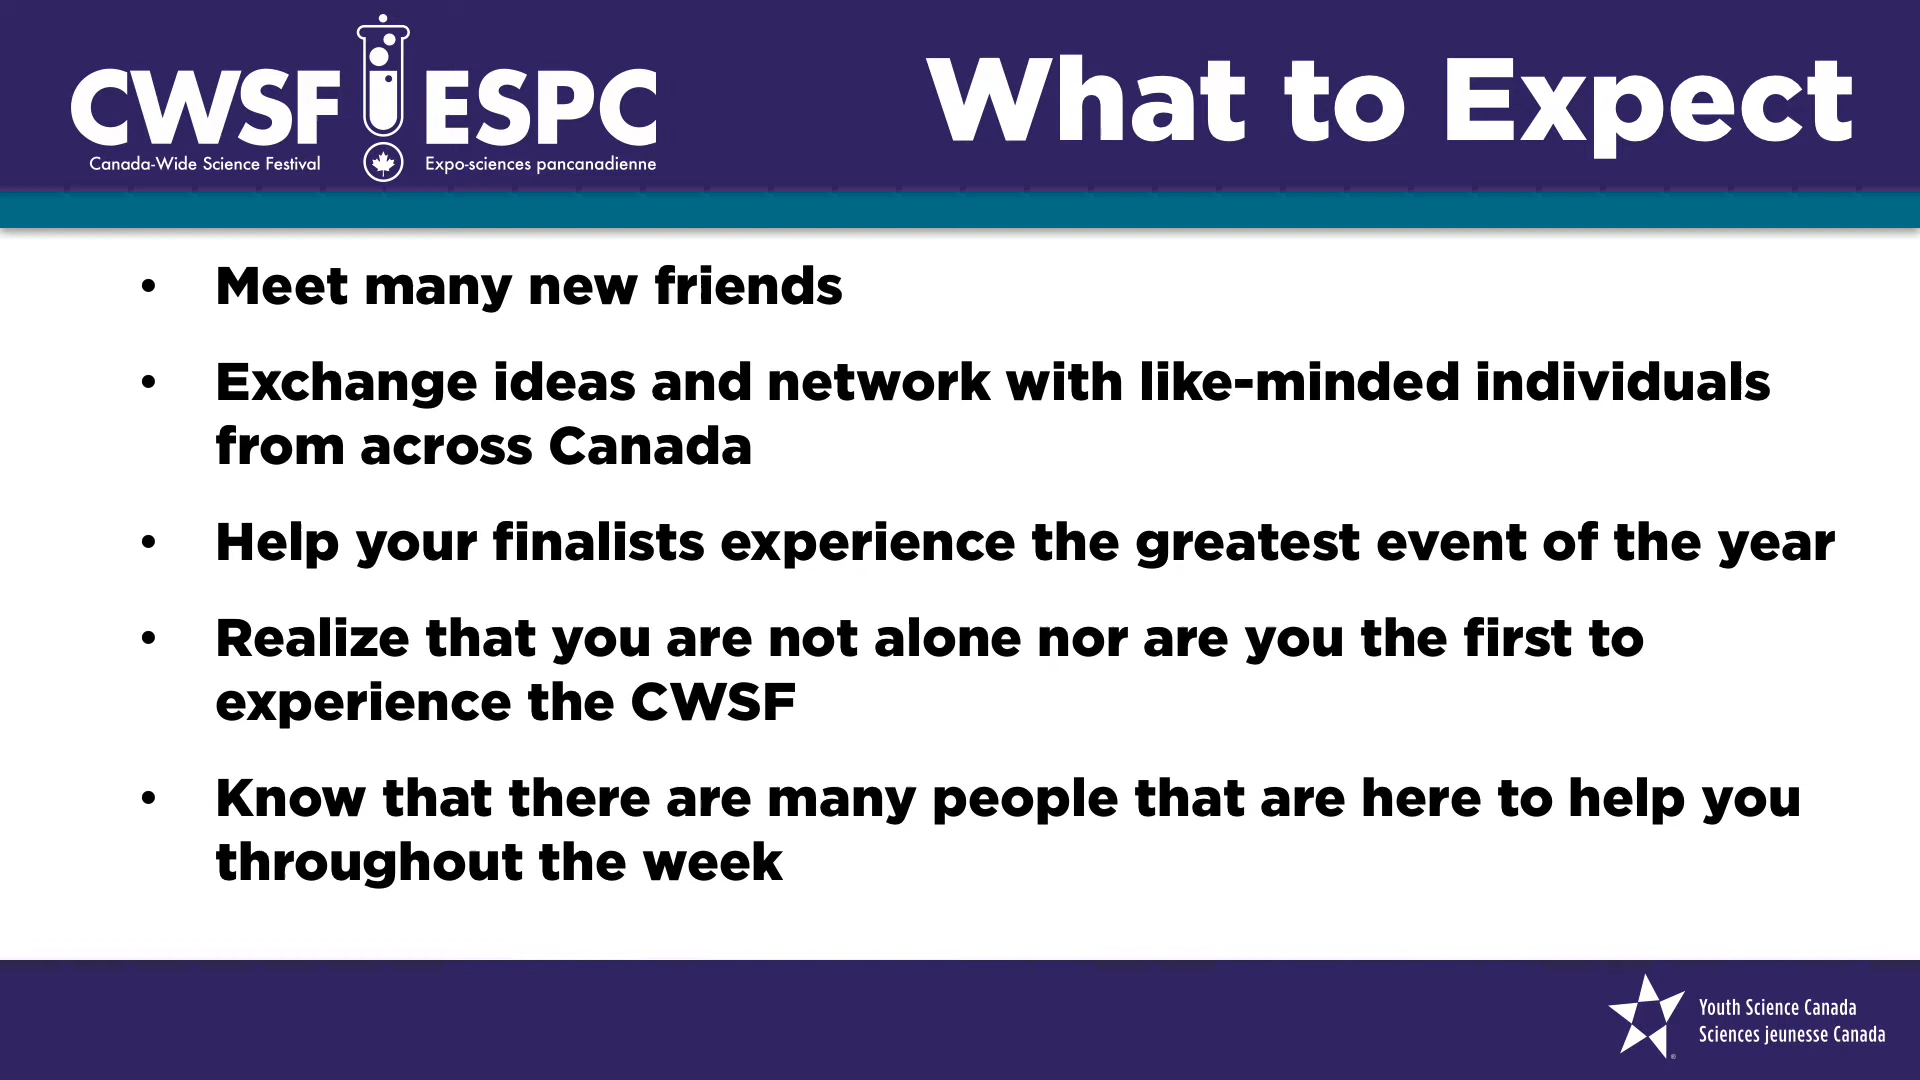 CWSF ESPC
Canada-Wide Science Festival
Expo-sciences pancanadienne
What to Expect
• Meet many new friends
• Exchange ideas and network with like-minded individuals
from across Canada
• Help your finalists experience the greatest event of the year
• Realize that you are not alone nor are you the first to
experience the CWSF
• Know that there are many people that are here to help you
throughout the week
Youth Science Canada
Sciences jeunesse Canada
®